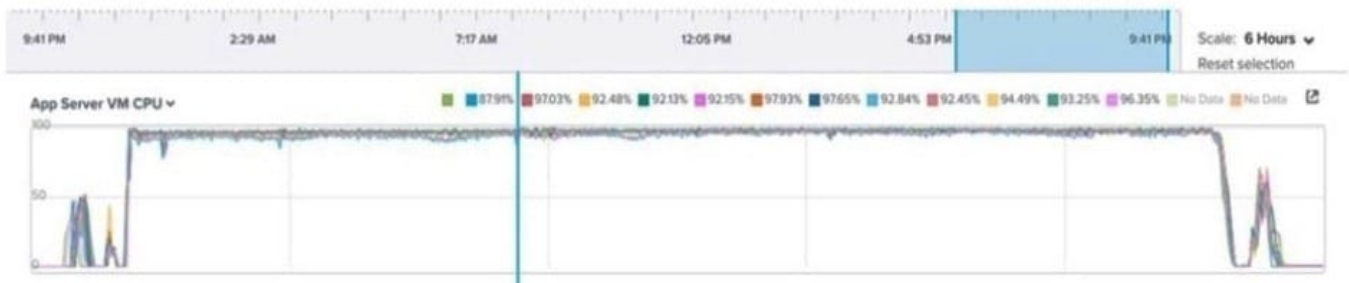 9:41 PM 2:29 AM 7:17 AM 12:05 PM 4:53 PM 9:41 PM Scale: 6 Hours
Reset selection
App Server VM CPU 87.91% 97.03% 92.48% 92.13% 92.15% 97.93% 97.65% 92.84% 92.45% 94.49% 93.25% 96.35% No Data No Data
100
50
0